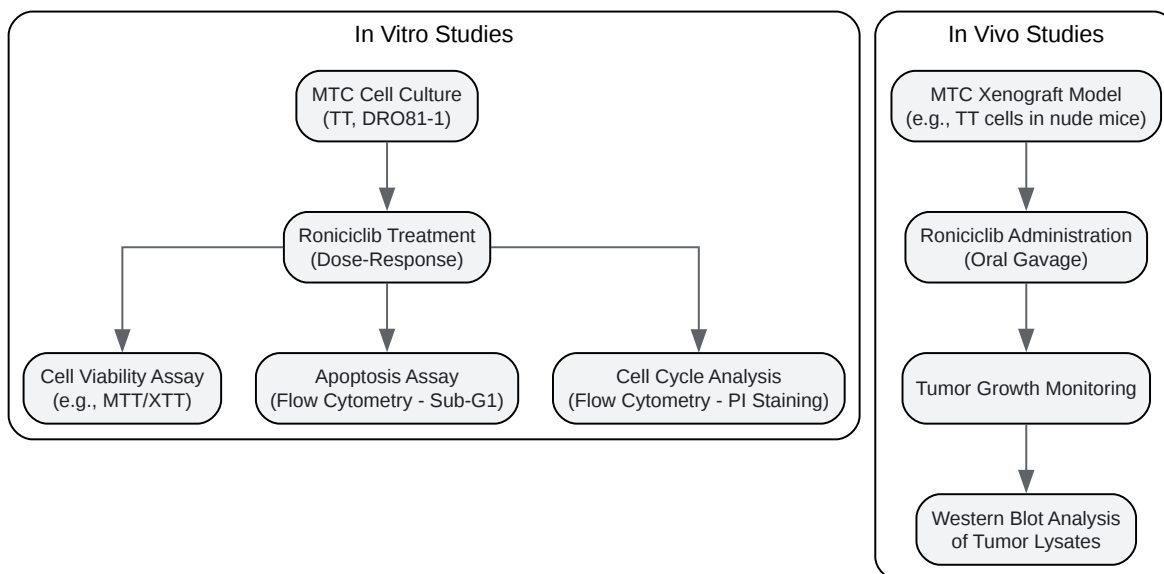 In Vitro Studies
MTC Cell Culture
(TT, DRO81-1)
Roniciclib Treatment
(Dose-Response)
Cell Viability Assay
(e.g., MTT/XTT)
Apoptosis Assay
(Flow Cytometry - Sub-G1)
Cell Cycle Analysis
(Flow Cytometry - PI Staining)
In Vivo Studies
MTC Xenograft Model
(e.g., TT cells in nude mice)
Roniciclib Administration
(Oral Gavage)
Tumor Growth Monitoring
Western Blot Analysis
of Tumor Lysates